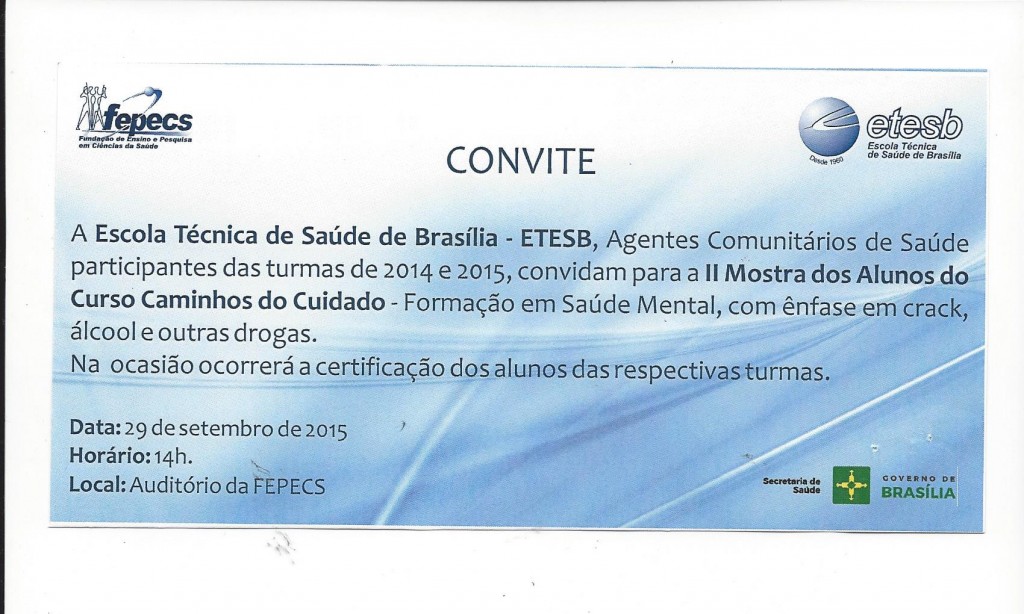 fepecs
Fundação de Ensino e Pesquisa
em Ciências da Saúde
etesb
Escola Técnica
de Saúde de Brasília
Desde 1960
CONVITE
A Escola Técnica de Saúde de Brasília - ETESB, Agentes Comunitários de Saúde
participantes das turmas de 2014 e 2015, convidam para a II Mostra dos Alunos do
Curso Caminhos do Cuidado - Formação em Saúde Mental, com ênfase em crack,
álcool e outras drogas.
Na ocasião ocorrerá a certificação dos alunos das respectivas turmas.
Data: 29 de setembro de 2015
Horário: 14h.
Local: Auditório da FEPECS
Secretaria de
Saúde
GOVERNO DE
BRASÍLIA